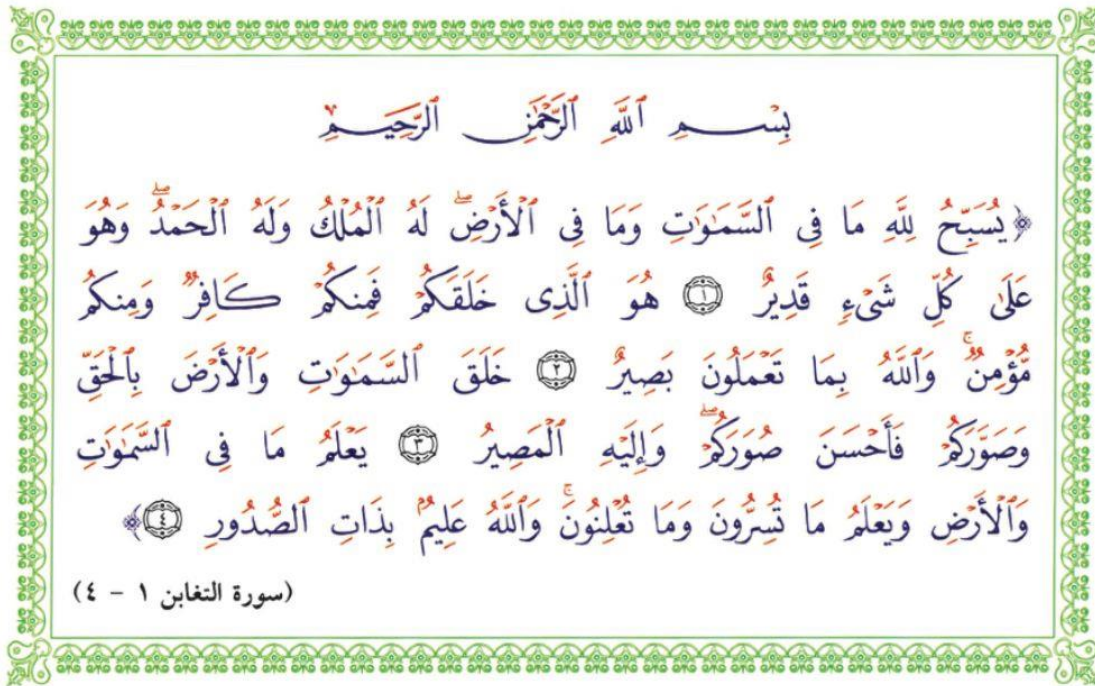 بِسْمِ ٱللَّهِ ٱلرَّحْمَٰنِ ٱلرَّحِيمِ
﴿يُسَبِّحُ لِلَّهِ مَا فِى ٱلسَّمَٰوَٰتِ وَمَا فِى ٱلْأَرْضِ ۖ لَهُ ٱلْمُلْكُ وَلَهُ ٱلْحَمْدُ ۖ وَهُوَ
عَلَىٰ كُلِّ شَىْءٍ قَدِيرٌ ١ هُوَ ٱلَّذِى خَلَقَكُمْ فَمِنكُمْ كَافِرٌ وَمِنكُم
مُّؤْمِنٌ ۚ وَٱللَّهُ بِمَا تَعْمَلُونَ بَصِيرٌ ٢ خَلَقَ ٱلسَّمَٰوَٰتِ وَٱلْأَرْضَ بِٱلْحَقِّ
وَصَوَّرَكُمْ فَأَحْسَنَ صُوَرَكُمْ ۖ وَإِلَيْهِ ٱلْمَصِيرُ ٣ يَعْلَمُ مَا فِى ٱلسَّمَٰوَٰتِ
وَٱلْأَرْضِ وَيَعْلَمُ مَا تُسِرُّونَ وَمَا تُعْلِنُونَ ۚ وَٱللَّهُ عَلِيمٌۢ بِذَاتِ ٱلصُّدُورِ ٤﴾
(سورة التغابن ١ - ٤)